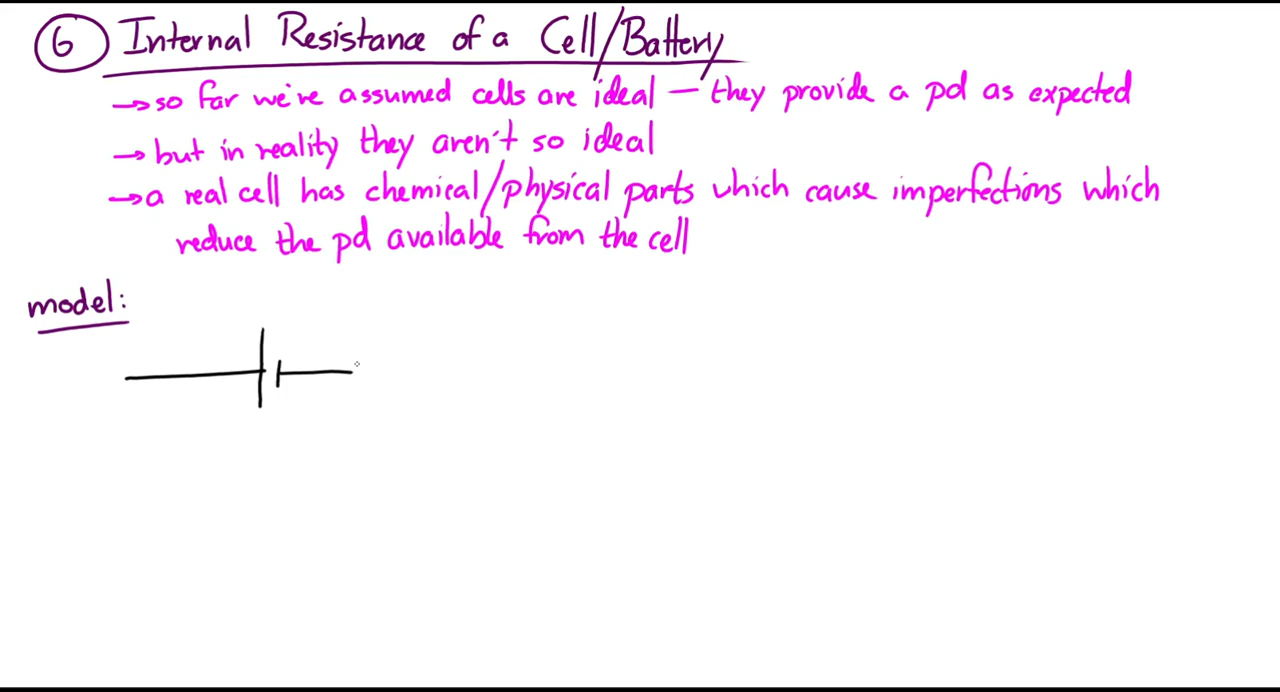 6 Internal Resistance of a Cell/Battery
→ so far we've assumed cells are ideal — they provide a pd as expected
→ but in reality they aren't so ideal
→ a real cell has chemical/physical parts which cause imperfections which
reduce the pd available from the cell
model: